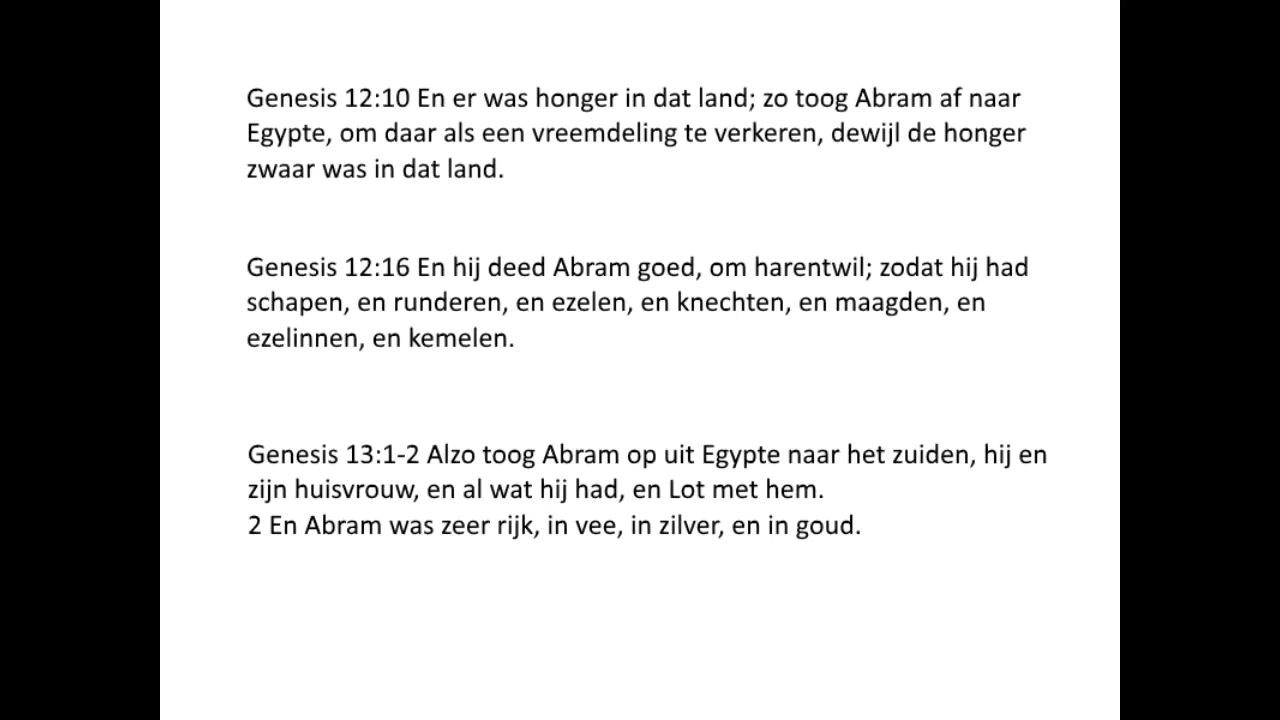 Genesis 12:10 En er was honger in dat land; zo toog Abram af naar
Egypte, om daar als een vreemdeling te verkeren, dewijl de honger
zwaar was in dat land.
Genesis 12:16 En hij deed Abram goed, om harentwil; zodat hij had
schapen, en runderen, en ezelen, en knechten, en maagden, en
ezelinnen, en kemelen.
Genesis 13:1-2 Alzo toog Abram op uit Egypte naar het zuiden, hij en
zijn huisvrouw, en al wat hij had, en Lot met hem.
2 En Abram was zeer rijk, in vee, in zilver, en in goud.